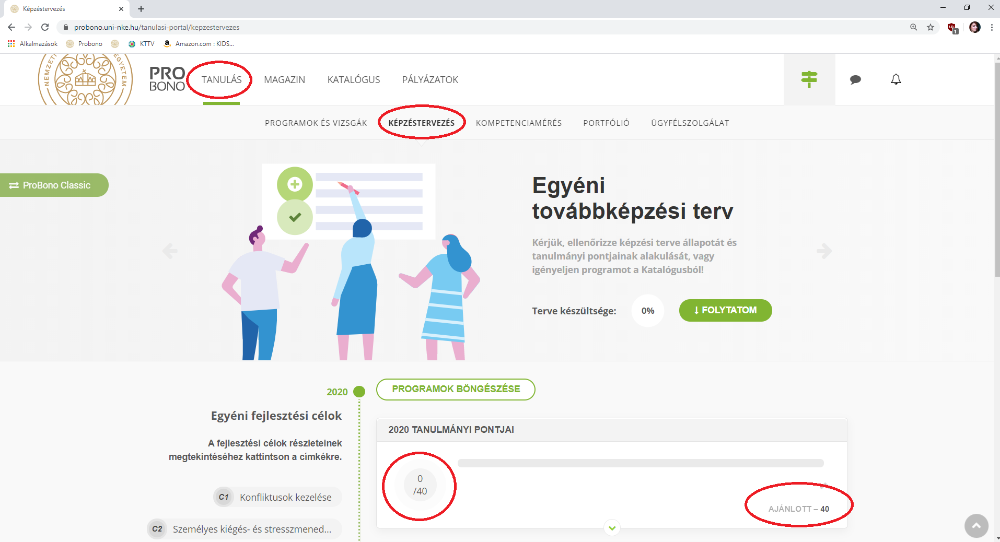 Képzéstervezés
probono.uni-nke.hu/tanulasi-portal/kepzestervezes
1
Alkalmazások
Probono
KTTV
Amazon.com : KIDS...
NEMZETI
EGYETEM
PRO
BONO
TANULÁS
MAGAZIN
KATALÓGUS
PÁLYÁZATOK
PROGRAMOK ÉS VIZSGÁK
KÉPZÉSTERVEZÉS
KOMPETENCIAMÉRÉS
PORTFÓLIÓ
ÜGYFÉLSZOLGÁLAT
ProBono Classic
Egyéni
továbbképzési terv
Kérjük, ellenőrizze képzési terve állapotát és
tanulmányi pontjainak alakulását, vagy
igényeljen programot a Katalógusból!
Terve készültsége:
0%
FOLYTATOM
2020
PROGRAMOK BÖNGÉSZÉSE
Egyéni fejlesztési célok
A fejlesztési célok részleteinek
megtekintéséhez kattintson a címkékre.
C1 Konfliktusok kezelése
C2 Személyes kiégés- és stresszmened...
2020 TANULMÁNYI PONTJAI
0
/40
AJÁNLOTT – 40